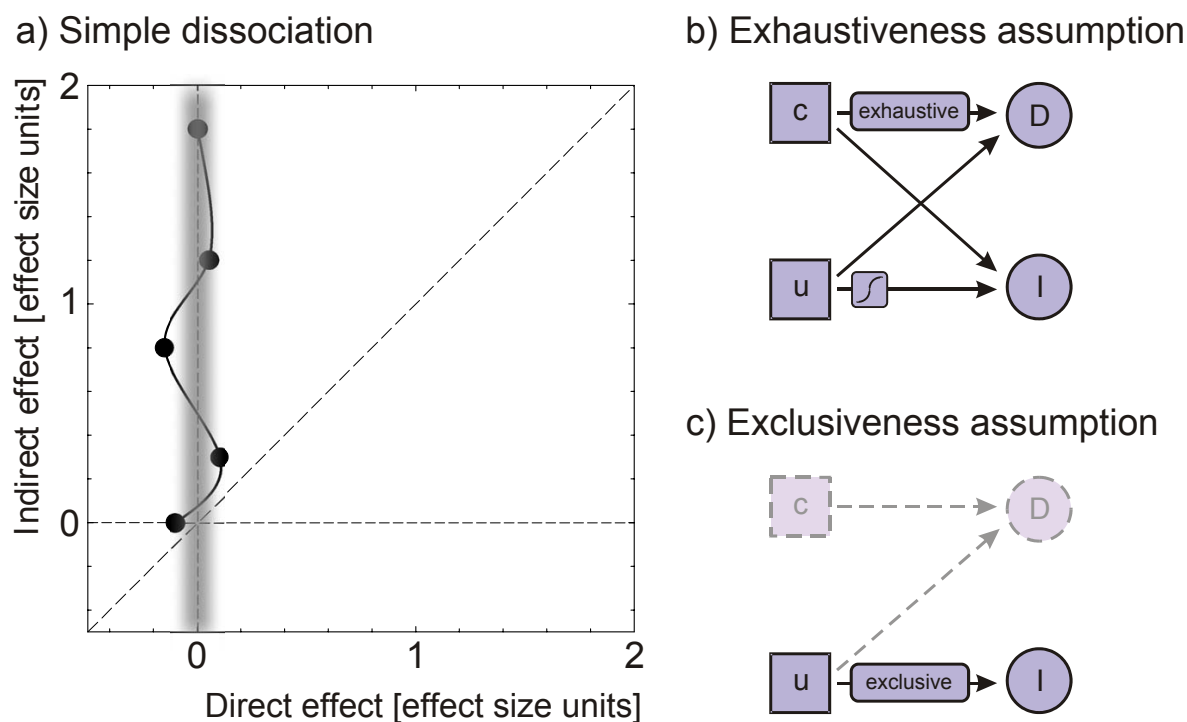 a) Simple dissociation
2
1
0
Indirect effect [effect size units]
0
1
2
Direct effect [effect size units]
b) Exhaustiveness assumption
c
exhaustive
D
u
I
c) Exclusiveness assumption
c
D
u
exclusive
I